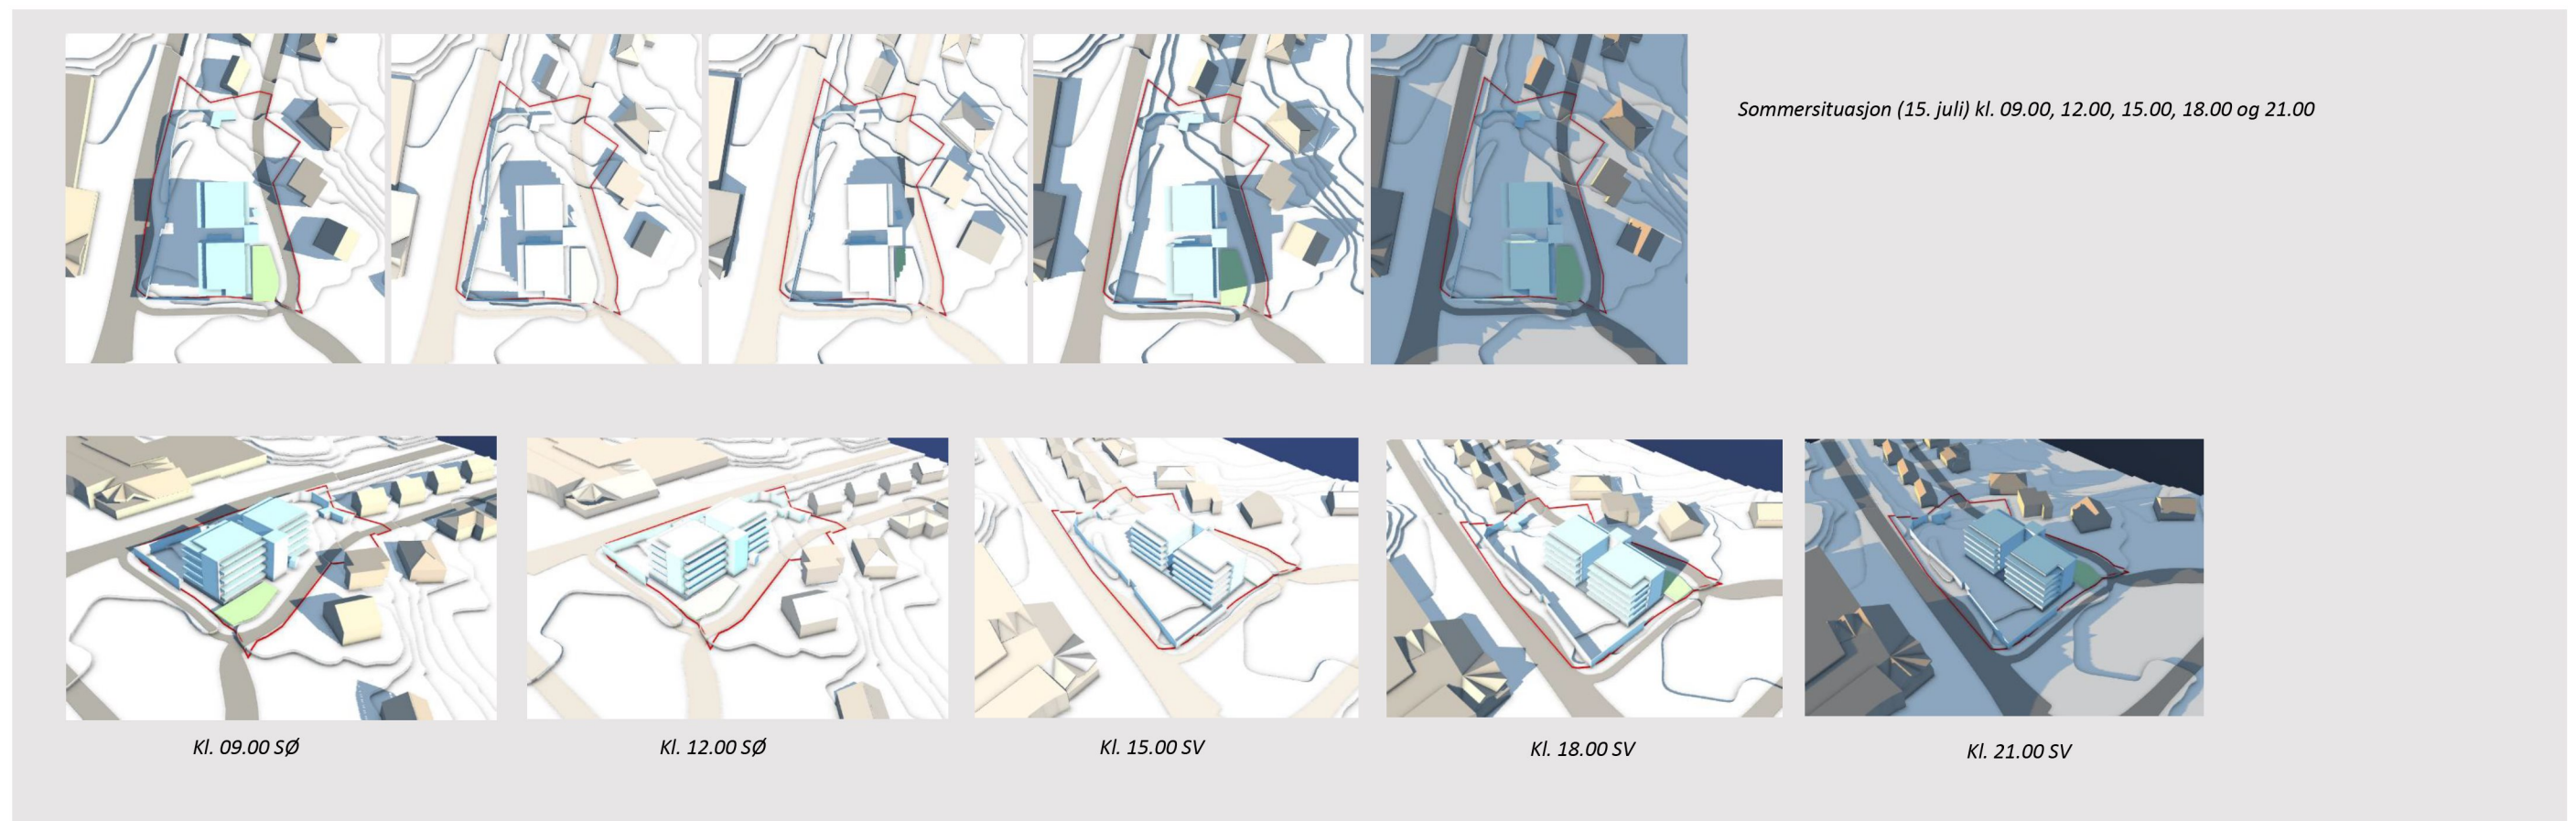 Sommersituasjon (15. juli) kl. 09.00, 12.00, 15.00, 18.00 og 21.00
Kl. 09.00 SØ
Kl. 12.00 SØ
Kl. 15.00 SV
Kl. 18.00 SV
Kl. 21.00 SV